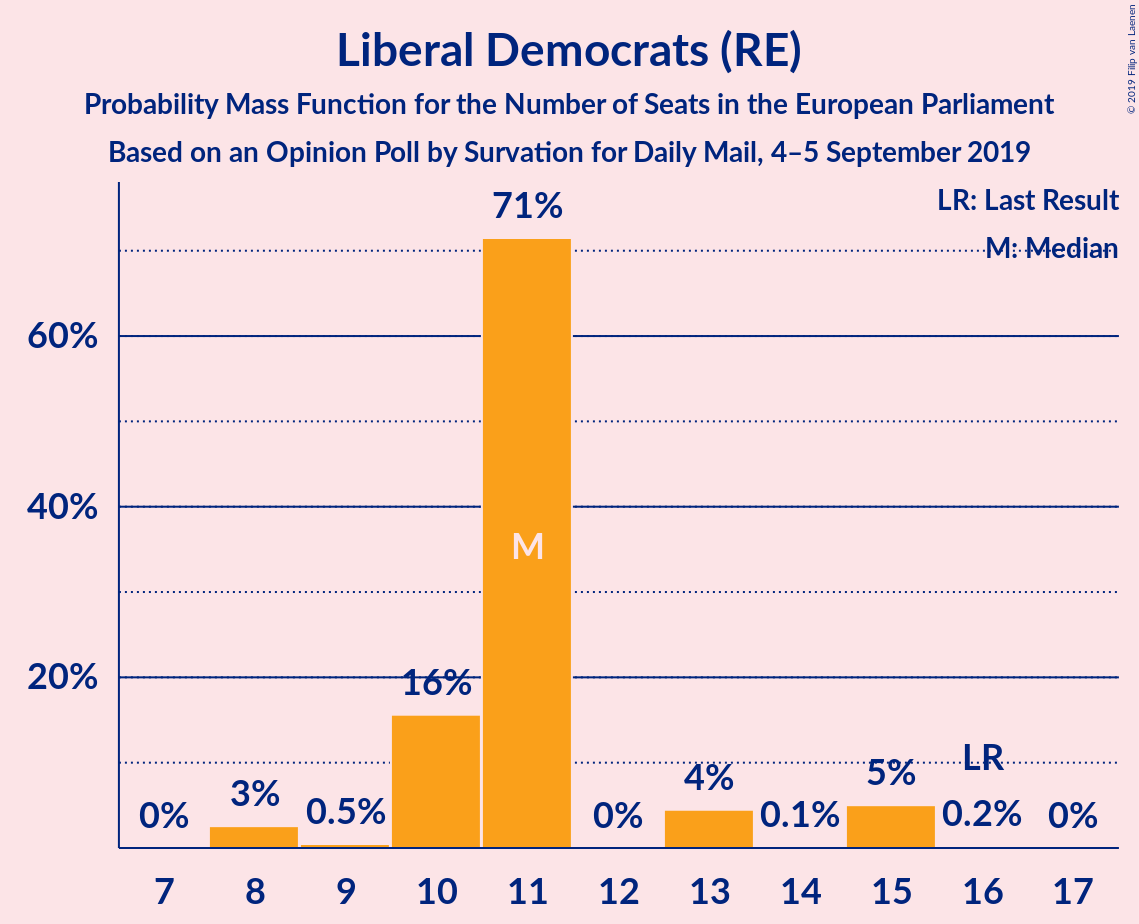 Liberal Democrats (RE)
Probability Mass Function for the Number of Seats in the European Parliament
Based on an Opinion Poll by Survation for Daily Mail, 4–5 September 2019
© 2019 Filip van Laenen
LR: Last Result
M: Median
71%
60%
40%
M
20%
16%
LR
0%
3%
0.5%
0%
4%
0.1%
5%
0.2%
0%
7 8 9 10 11 12 13 14 15 16 17